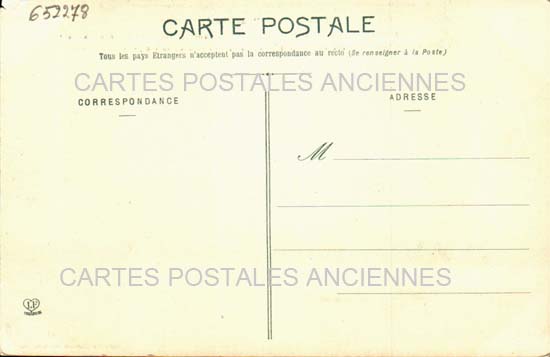 652278
CARTE POSTALE
Tous les pays Etrangers n'acceptent pas la correspondance au recto (Se renseigner à la Poste)
CARTES POSTALES ANCIENNES
CORRESPONDANCE
ADRESSE
M
CARTES POSTALES ANCIENNES